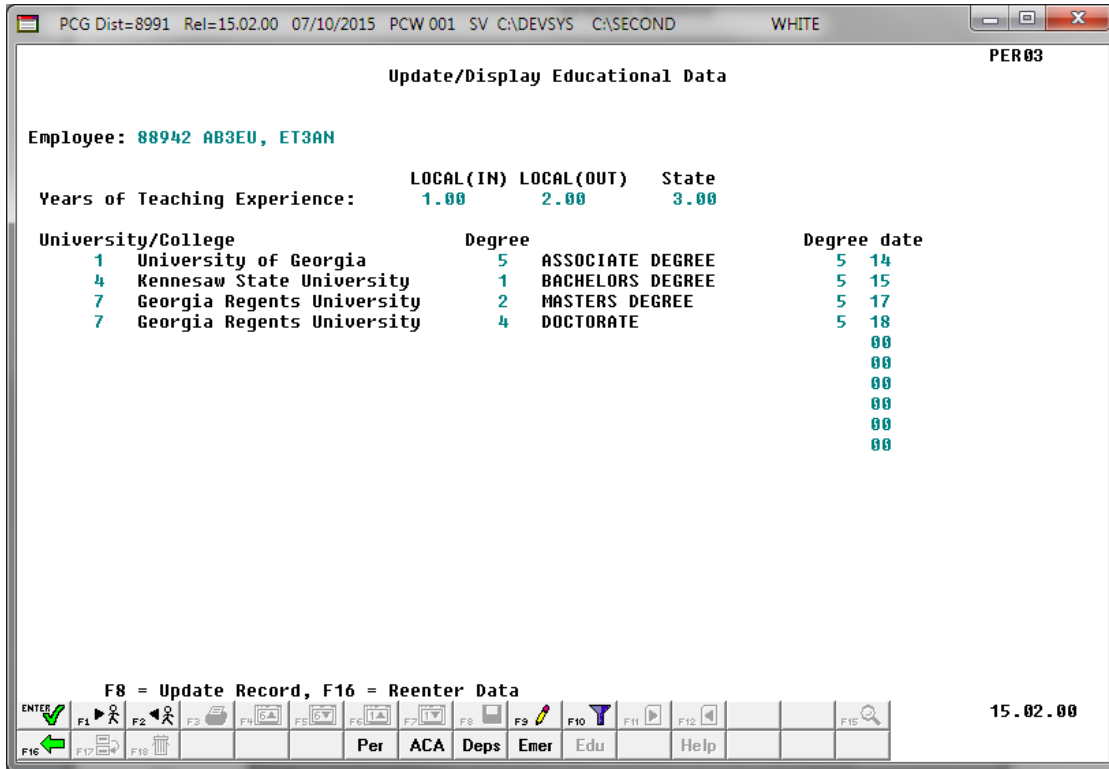 PCG Dist=8991 Rel=15.02.00 07/10/2015 PCW 001 SV C:\DEVSYS C:\SECOND WHITE
PER03
Update/Display Educational Data
Employee: 88942 AB3EU, ET3AN
LOCAL(IN) LOCAL(OUT) State
Years of Teaching Experience: 1.00 2.00 3.00
University/College Degree Degree date
1 University of Georgia 5 ASSOCIATE DEGREE 5 14
4 Kennesaw State University 1 BACHELORS DEGREE 5 15
7 Georgia Regents University 2 MASTERS DEGREE 5 17
7 Georgia Regents University 4 DOCTORATE 5 18
00
00
00
00
00
00
F8 = Update Record, F16 = Reenter Data
ENTER F1 F2 F3 F4 F5 F6 F7 F8 F9 F10 F11 F12 F15 15.02.00
F16 F17 F18 Per ACA Deps Emer Edu Help